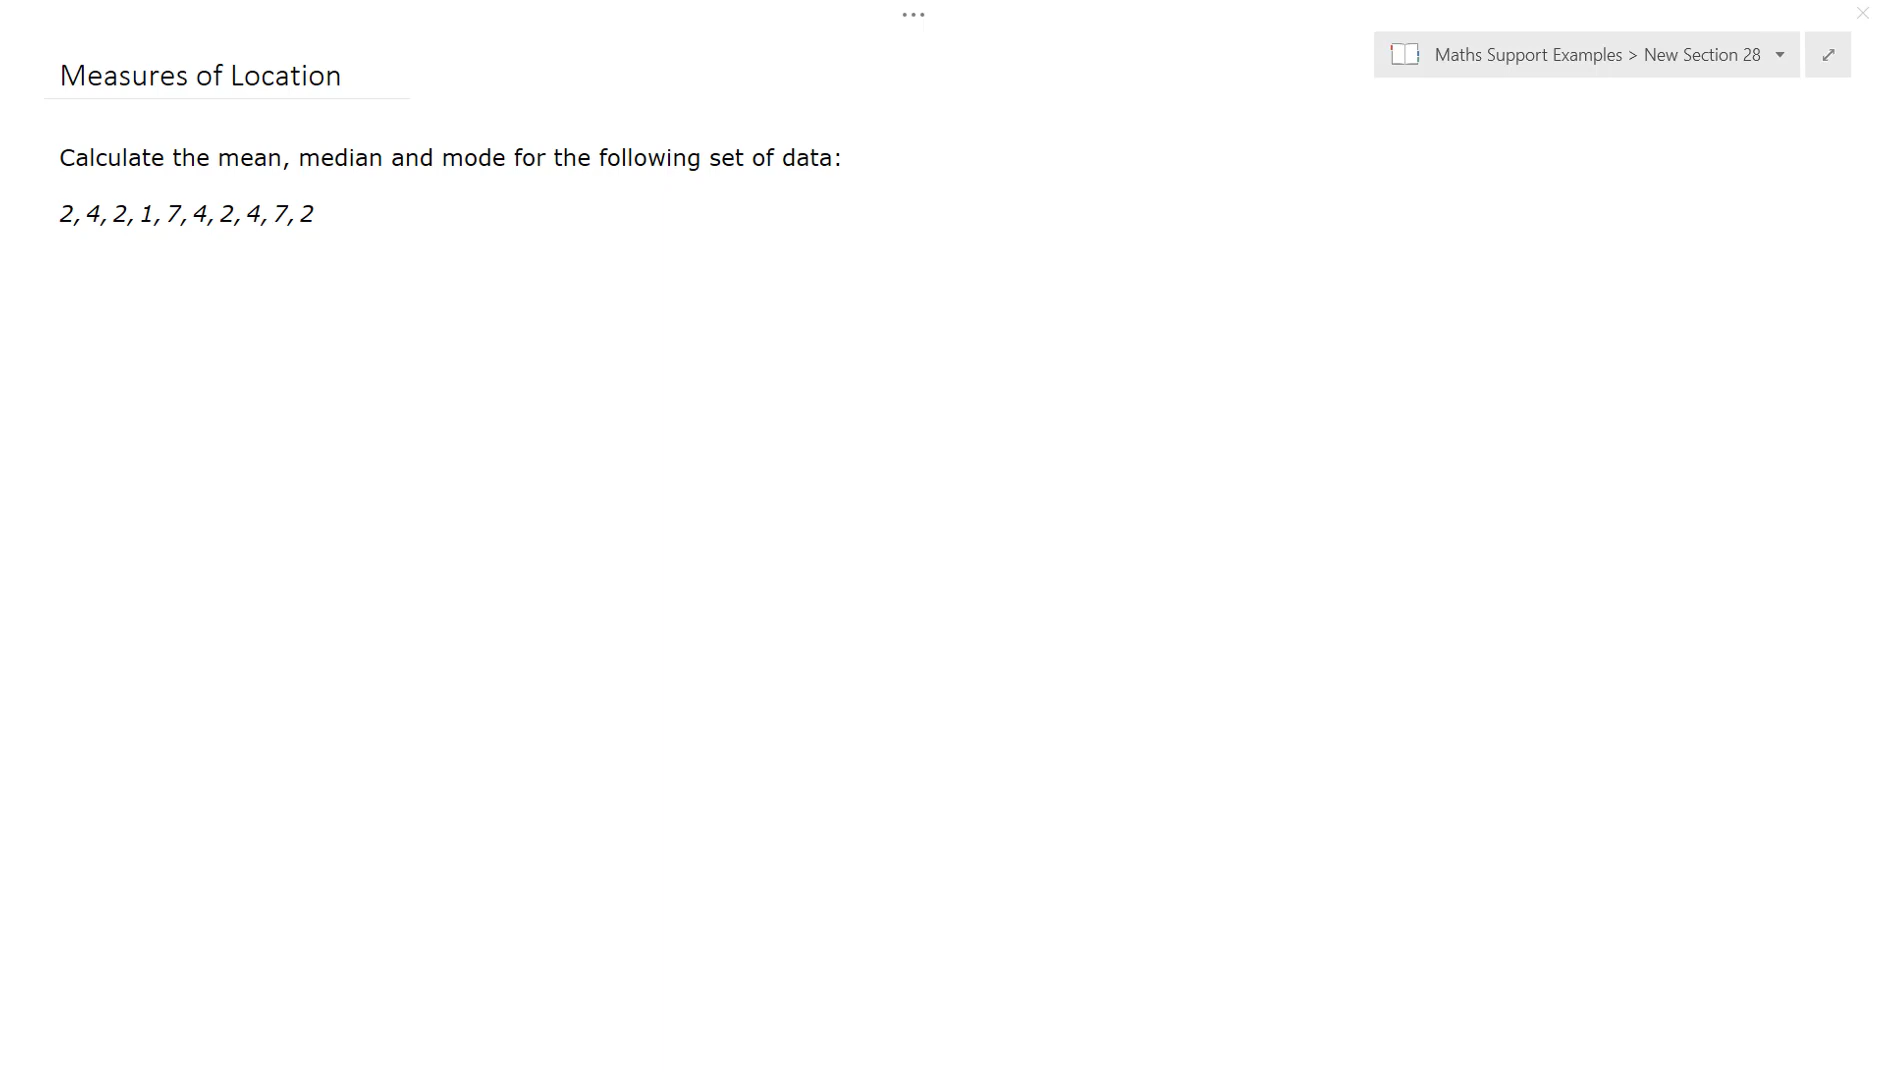 Maths Support Examples > New Section 28
Measures of Location
Calculate the mean, median and mode for the following set of data:
2, 4, 2, 1, 7, 4, 2, 4, 7, 2